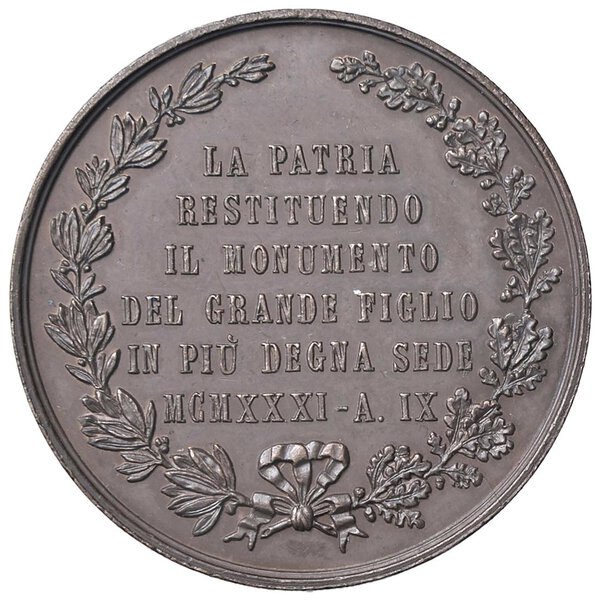 LA PATRIA
RESTITUENDO
IL MONUMENTO
DEL GRANDE FIGLIO
IN PIÙ DEGNA SEDE
MCMXXXI - A. IX